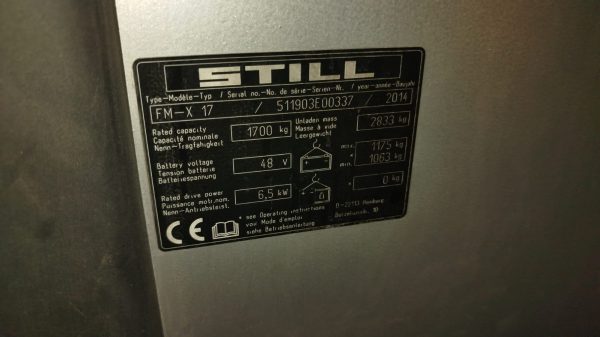 STILL
Type-Modèle-Typ / Serial no.-No. de série-Serien-Nr. / year-année-Baujahr
FM-X 17 / 511903E00337 / 2014
Rated capacity
Capacité nominale
Nenn-Tragfähigkeit
1700 kg
Unladen mass
Masse à vide
Leergewicht
2833 kg
Battery voltage
Tension batterie
Batteriespannung
48 V
max. 1175 kg
min. 1063 kg
Rated drive power
Puissance mot.nom.
Nenn-Antriebsleist.
6,5 kW
* 0 kg
CE
* see Operating instructions
voir Mode d'emploi
siehe Betriebsanleitung
D-22113 Hamburg
Berzeliusstr. 10